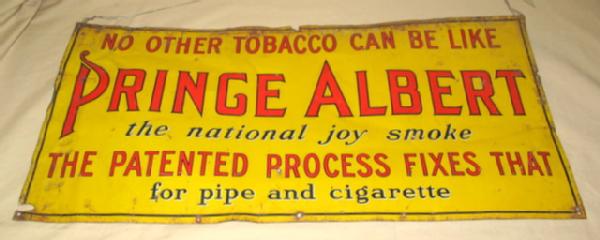 NO OTHER TOBACCO CAN BE LIKE
PRINGE ALBERT
the national joy smoke
THE PATENTED PROCESS FIXES THAT
for pipe and cigarette